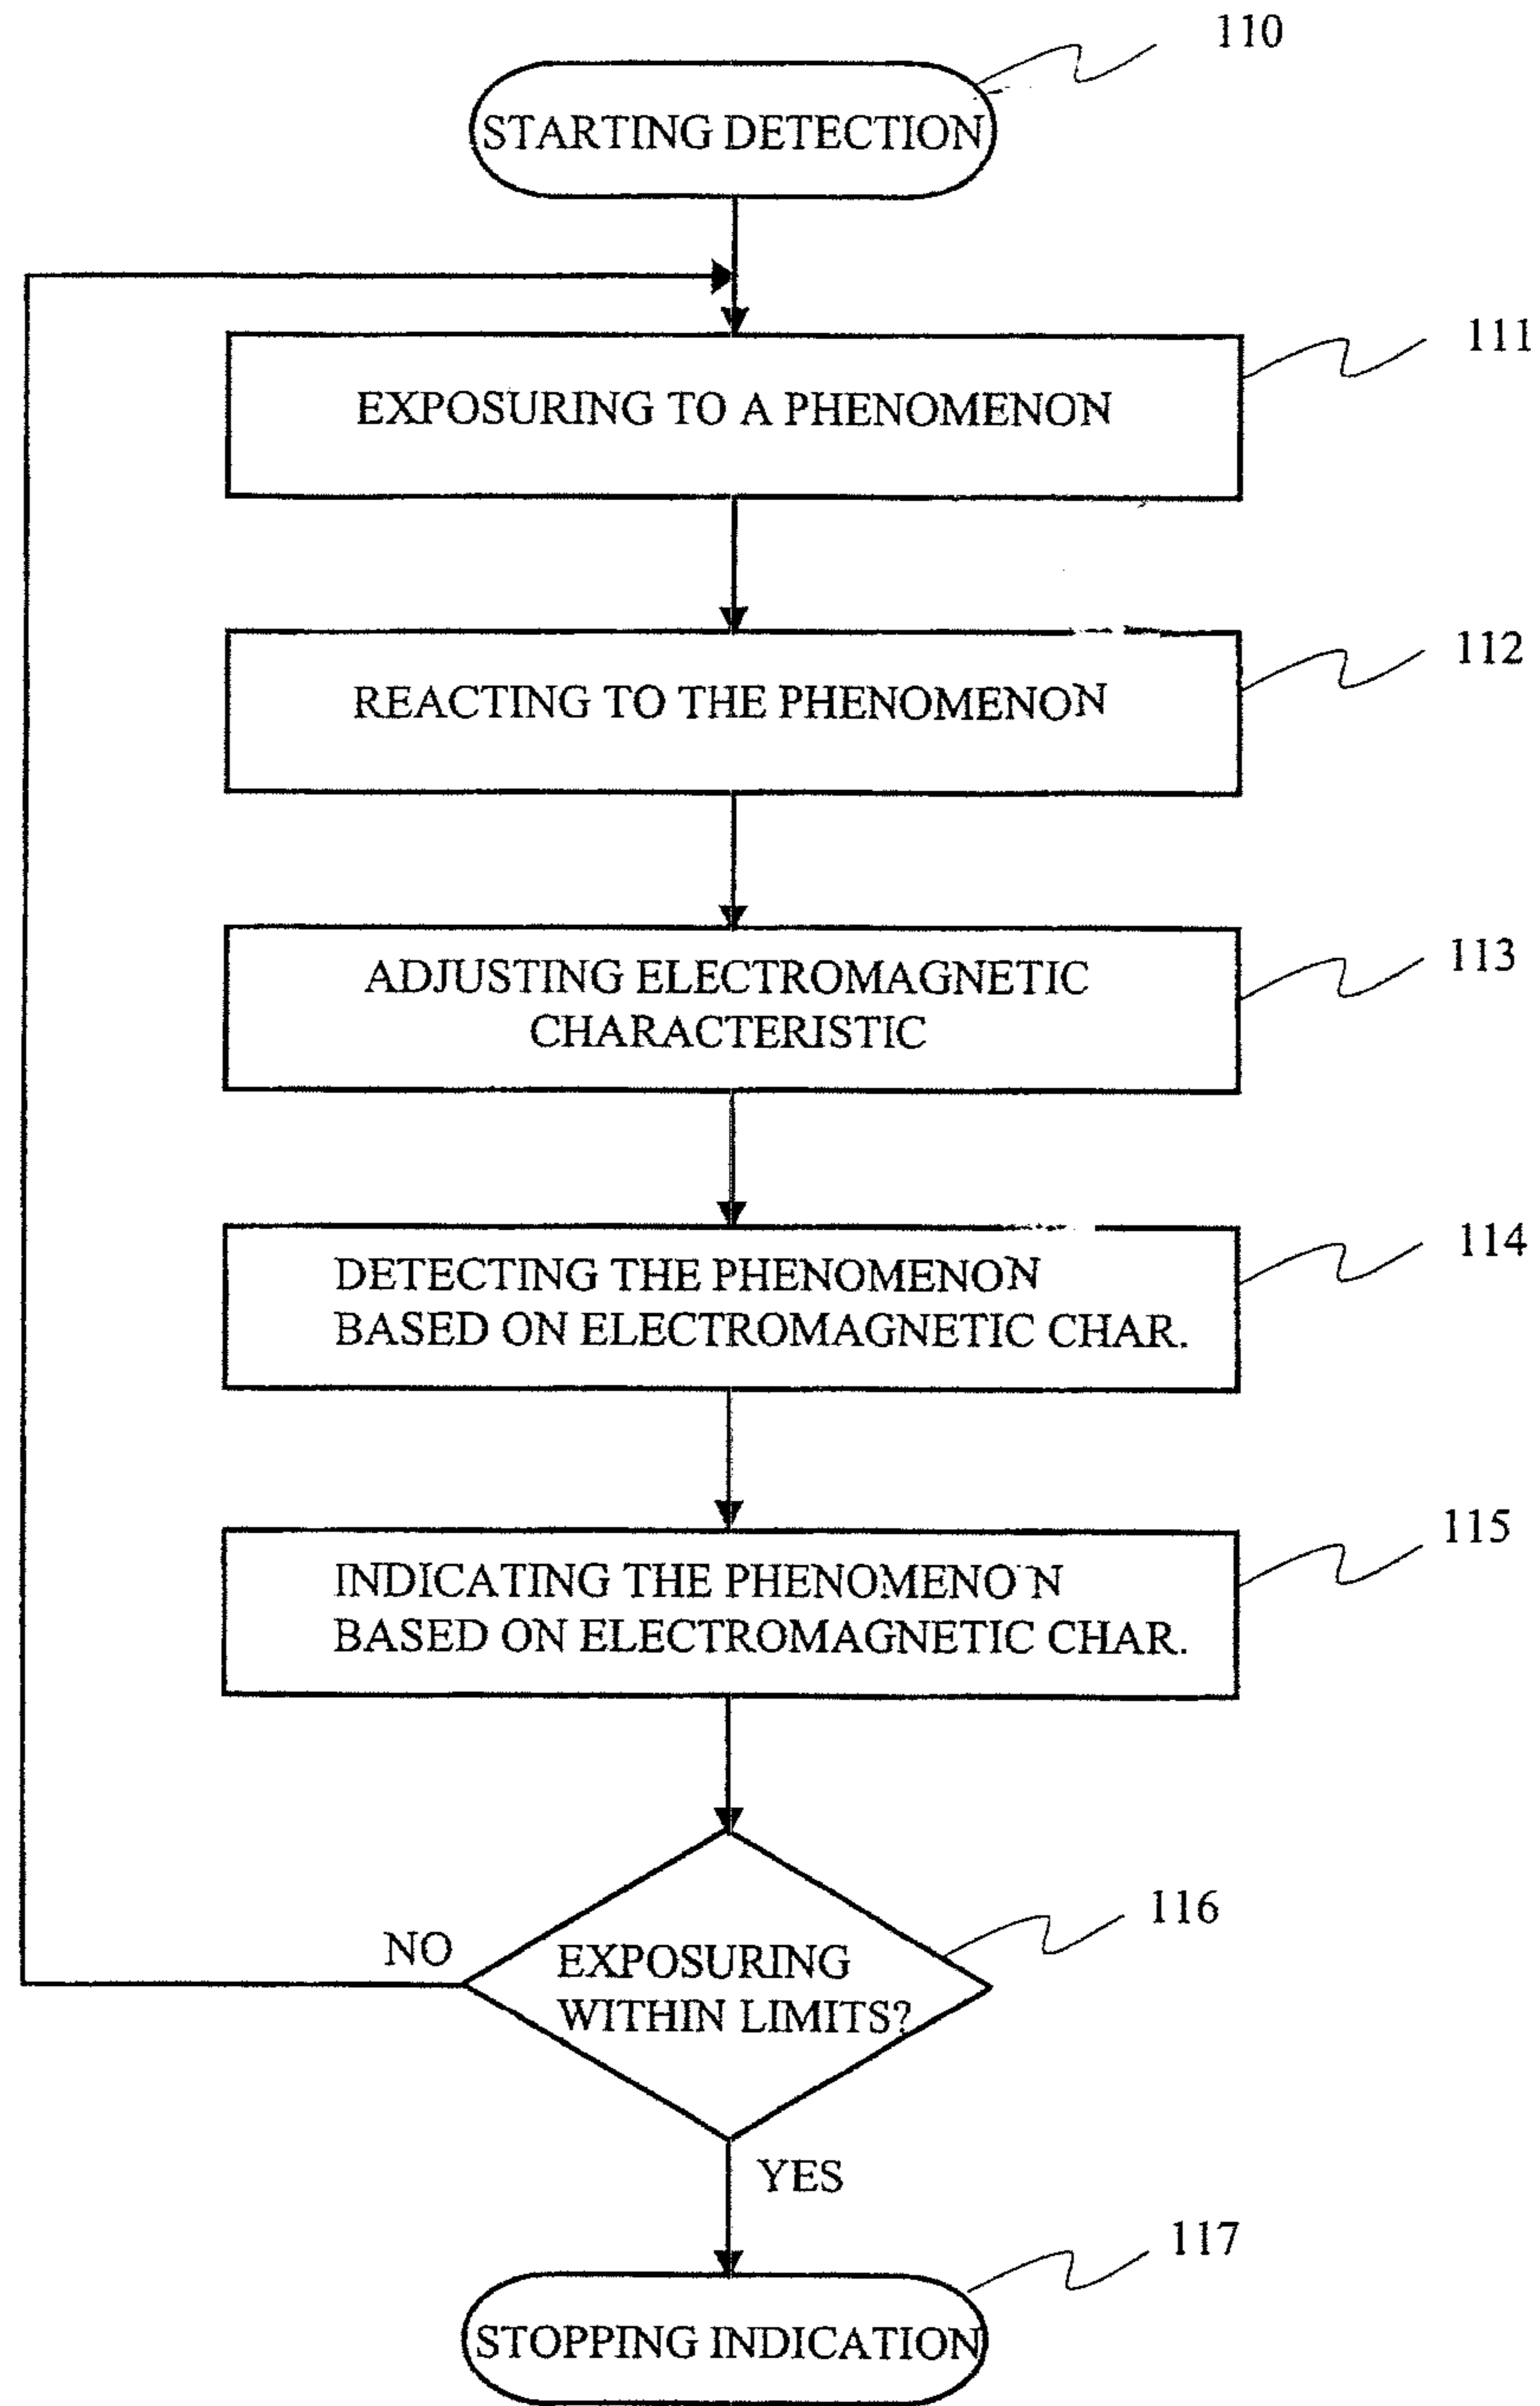 110
STARTING DETECTION
111
EXPOSURING TO A PHENOMENON
112
REACTING TO THE PHENOMENON
113
ADJUSTING ELECTROMAGNETIC
CHARACTERISTIC
114
DETECTING THE PHENOMENON
BASED ON ELECTROMAGNETIC CHAR.
115
INDICATING THE PHENOMENON
BASED ON ELECTROMAGNETIC CHAR.
116
NO
EXPOSURING
WITHIN LIMITS?
YES
117
STOPPING INDICATION